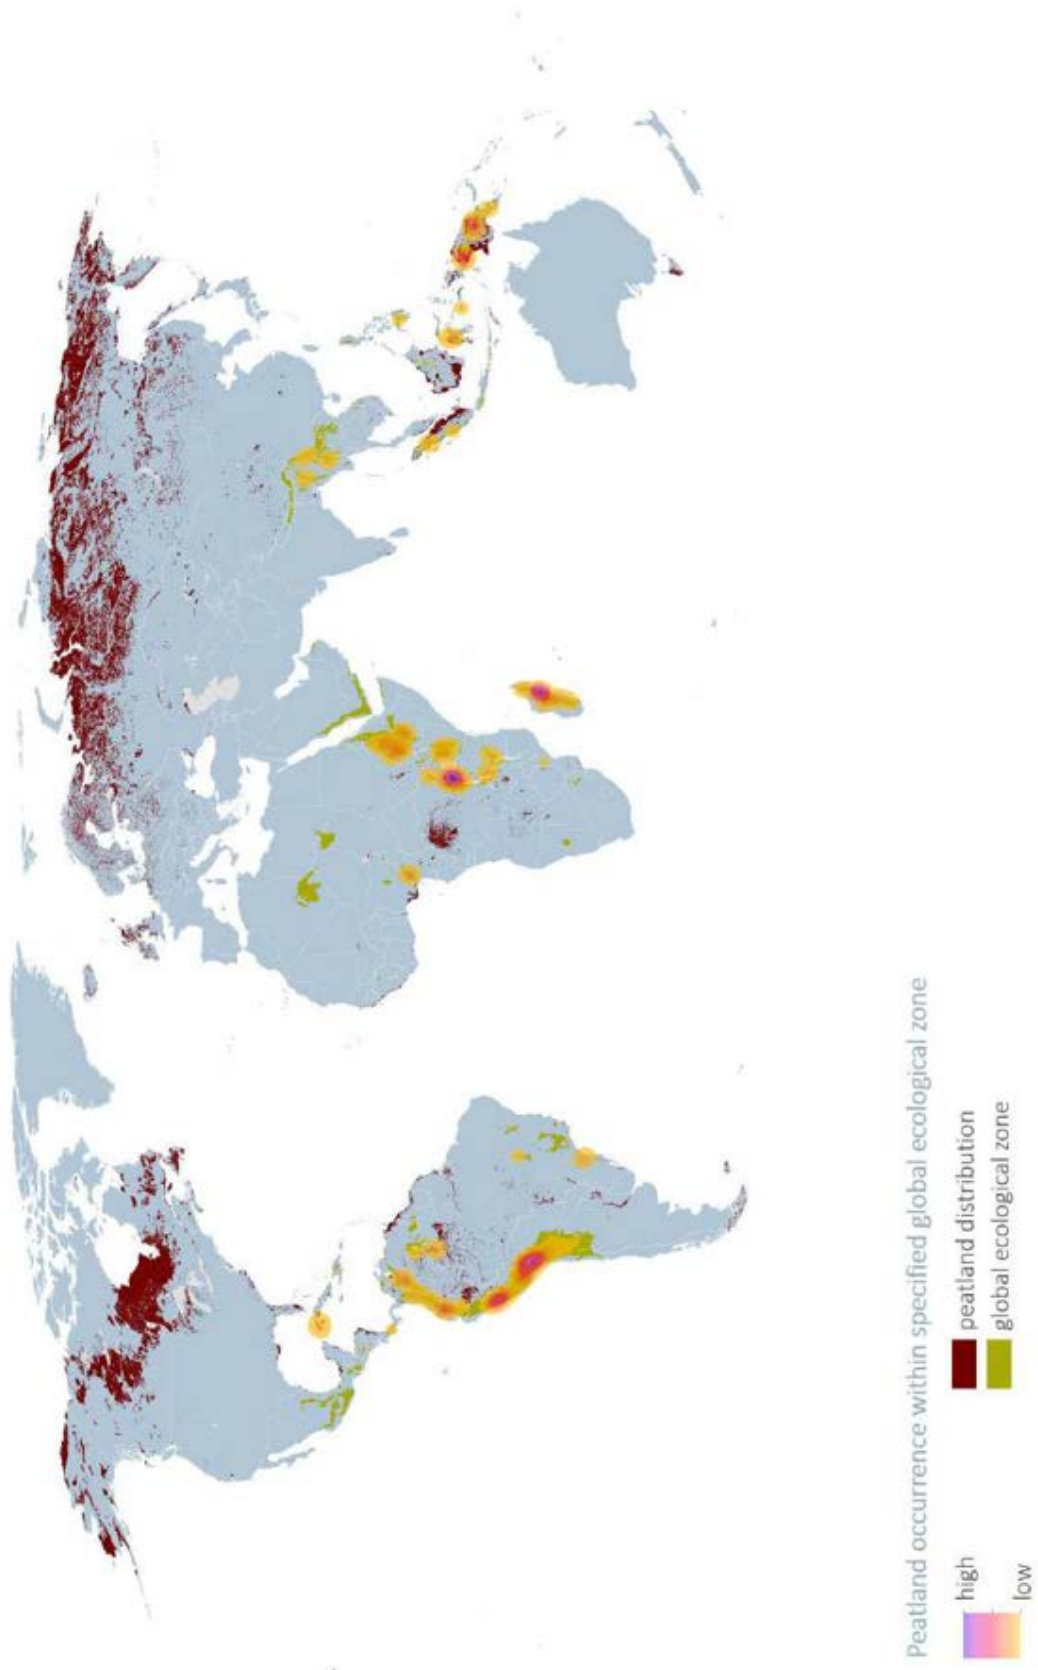 Peatland occurrence within specified global ecological zone
high
low
peatland distribution
global ecological zone